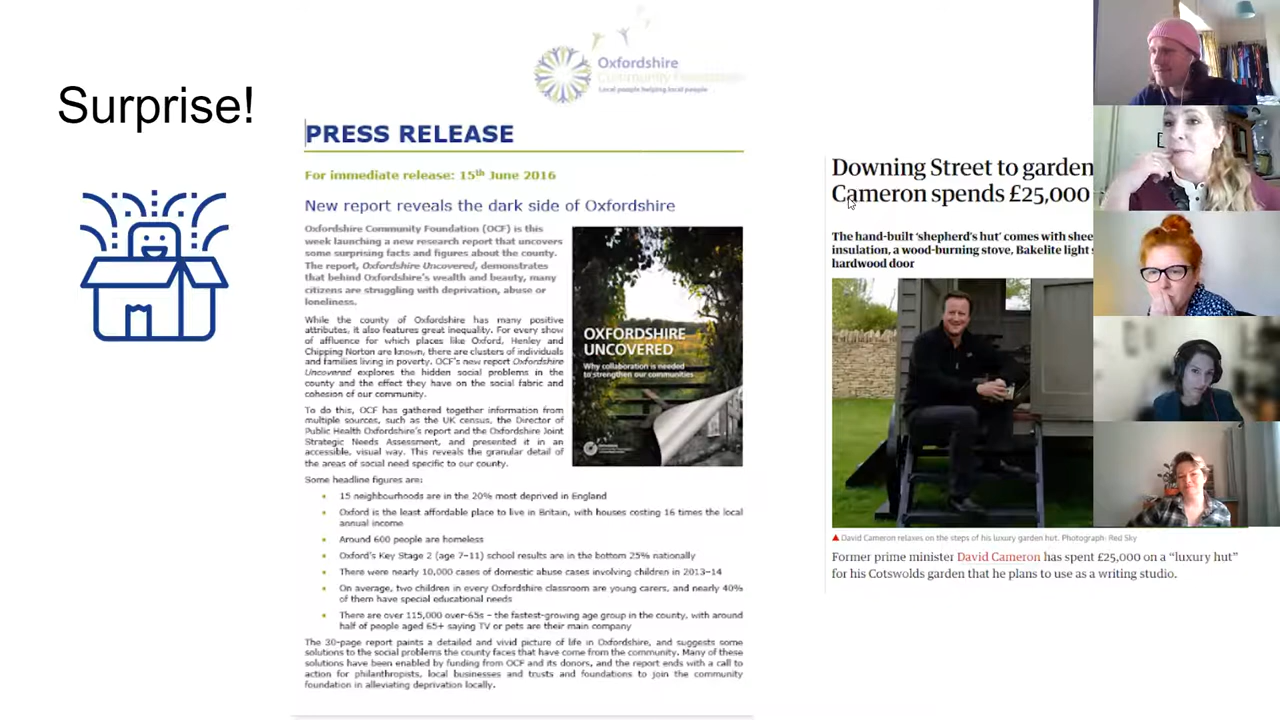 Surprise!
Oxfordshire
Community Foundation
Local people helping local people
PRESS RELEASE
For immediate release: 15th June 2016
New report reveals the dark side of Oxfordshire
Oxfordshire Community Foundation (OCF) is this
week launching a new research report that uncovers
some surprising facts and figures about the county.
The report, Oxfordshire Uncovered, demonstrates
that behind Oxfordshire's wealth and beauty, many
citizens are struggling with deprivation, abuse or
loneliness.
While the county of Oxfordshire has many positive
attributes, it also features great inequality. For every show
of affluence for which places like Oxford, Henley and
Chipping Norton are known, there are clusters of individuals
and families living in poverty. OCF's new report Oxfordshire
Uncovered explores the hidden social problems in the
county and the effect they have on the social fabric and
cohesion of our community.
To do this, OCF has gathered together information from
multiple sources, such as the UK census, the Director of
Public Health Oxfordshire's report and the Oxfordshire Joint
Strategic Needs Assessment, and presented it in an
accessible, visual way. This reveals the granular detail of
the areas of social need specific to our county.
OXFORDSHIRE
UNCOVERED
Why collaboration is needed
to strengthen our communities
Some headline figures are:
• 15 neighbourhoods are in the 20% most deprived in England
• Oxford is the least affordable place to live in Britain, with houses costing 16 times the local
annual income
• Around 600 people are homeless
• Oxford's Key Stage 2 (age 7–11) school results are in the bottom 25% nationally
• There were nearly 10,000 cases of domestic abuse cases involving children in 2013–14
• On average, two children in every Oxfordshire classroom are young carers, and nearly 40%
of them have special educational needs
• There are over 115,000 over-65s – the fastest-growing age group in the county, with around
half of people aged 65+ saying TV or pets are their main company
The 30-page report paints a detailed and vivid picture of life in Oxfordshire, and suggests some
solutions to the social problems the county faces that have come from the community. Many of these
solutions have been enabled by funding from OCF and its donors, and the report ends with a call to
action for philanthropists, local businesses and trusts and foundations to join the community
foundation in alleviating deprivation locally.
Downing Street to garden
Cameron spends £25,000
The hand-built 'shepherd's hut' comes with shee
insulation, a wood-burning stove, Bakelite light s
hardwood door
David Cameron relaxes on the steps of his luxury garden hut. Photograph: Red Sky
Former prime minister David Cameron has spent £25,000 on a “luxury hut”
for his Cotswolds garden that he plans to use as a writing studio.